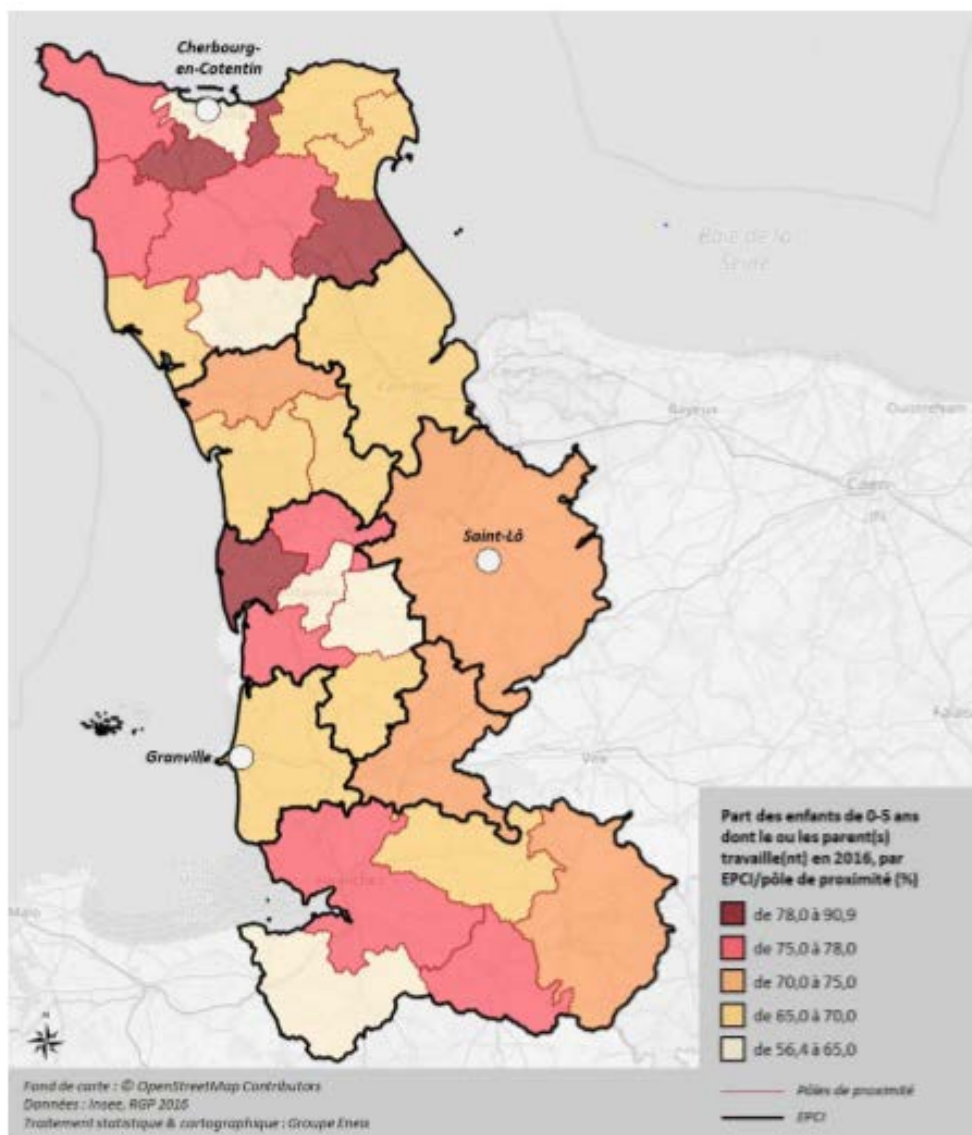 Cherbourg-
en-Cotentin
Baie de la
Seine
Bayeux
Ouistreham
Caen
Saint-Lô
Falaise
Granville
Vire
Part des enfants de 0-5 ans
dont le ou les parent(s)
travaille(nt) en 2016, par
EPCI/pôle de proximité (%)
de 78,0 à 90,9
de 75,0 à 78,0
de 70,0 à 75,0
de 65,0 à 70,0
de 56,4 à 65,0
Pôles de proximité
EPCI
Malo
N
Fond de carte : © OpenStreetMap Contributors
Données : Insee, RGP 2016
Traitement statistique & cartographique : Groupe Eneis